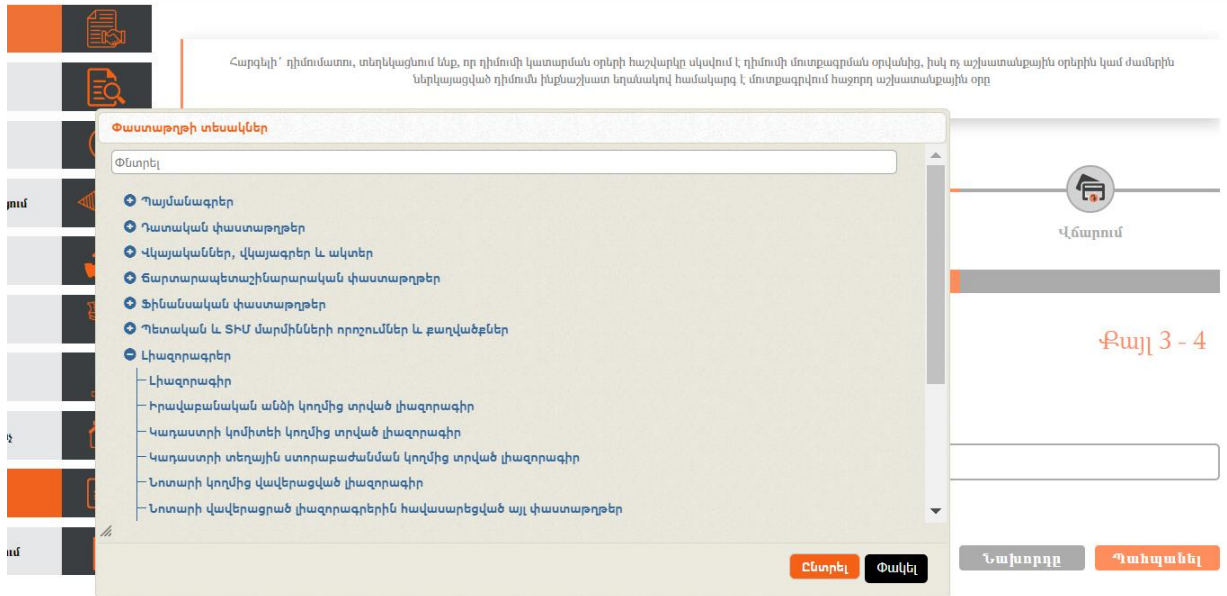 Հարգելի՛ դիմումատու, տեղեկացնում ենք, որ դիմումի կատարման օրերի հաշվարկը սկսվում է դիմումի մուտքագրման օրվանից, իսկ ոչ աշխատանքային օրերին կամ ժամերին
ներկայացված դիմումն ինքնաշխատ եղանակով համակարգ է մուտքագրվում հաջորդ աշխատանքային օրը
Փաստաթղթի տեսակներ
Փնտրել
Պայմանագրեր
Դատական փաստաթղթեր
Վկայականներ, վկայագրեր և ակտեր
Ճարտարապետաշինարարական փաստաթղթեր
Ֆինանսական փաստաթղթեր
Պետական և ՏԻՄ մարմինների որոշումներ և քաղվածքներ
Լիազորագրեր
Լիազորագիր
Իրավաբանական անձի կողմից տրված լիազորագիր
Կադաստրի կոմիտեի կողմից տրված լիազորագիր
Կադաստրի տեղային ստորաբաժանման կողմից տրված լիազորագիր
Նոտարի կողմից վավերացված լիազորագիր
Նոտարի վավերացրած լիազորագրերին հավասարեցված այլ փաստաթղթեր
Ընտրել
Փակել
Վճարում
Քայլ 3 - 4
Նախորդը
Պահպանել